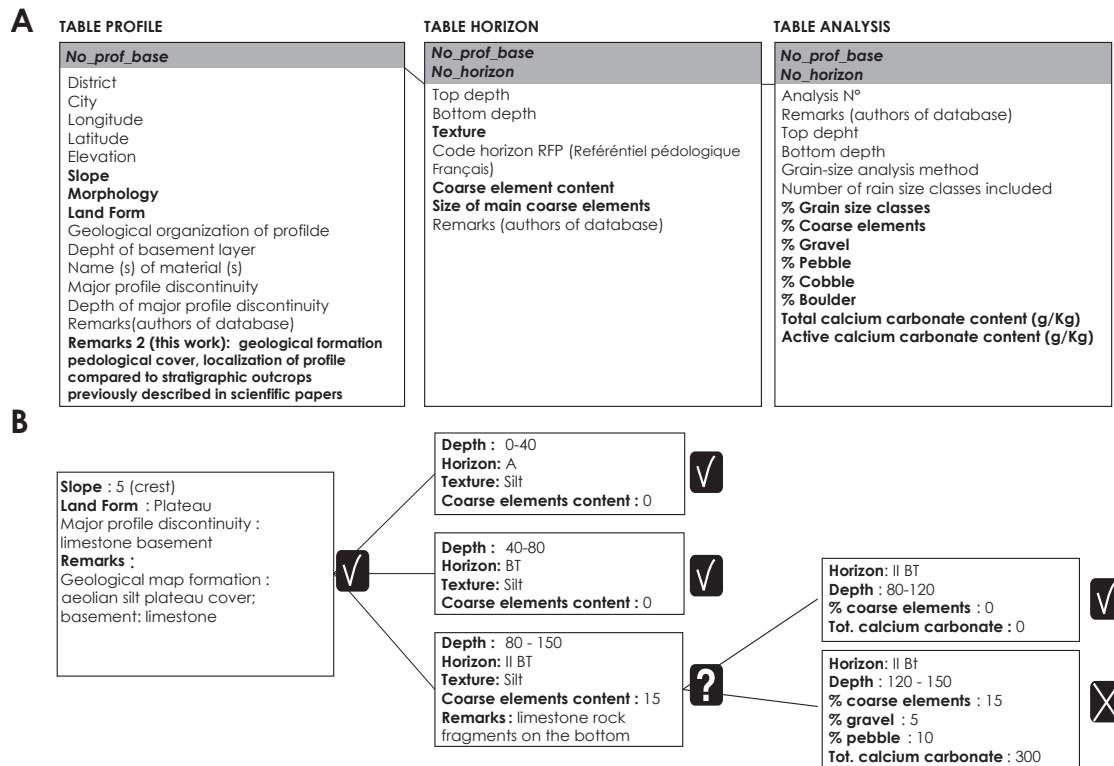 A
TABLE PROFILE
No_prof_base
District
City
Longitude
Latitude
Elevation
Slope
Morphology
Land Form
Geological organization of profilde
Depht of basement layer
Name (s) of material (s)
Major profile discontinuity
Depth of major profile discontinuity
Remarks(authors of database)
Remarks 2 (this work): geological formation
pedological cover, localization of profile
compared to stratigraphic outcrops
previously described in scienfific papers
TABLE HORIZON
No_prof_base
No_horizon
Top depth
Bottom depth
Texture
Code horizon RFP (Referéntiel pédologique
Français)
Coarse element content
Size of main coarse elements
Remarks (authors of database)
TABLE ANALYSIS
No_prof_base
No_horizon
Analysis N°
Remarks (authors of database)
Top depht
Bottom depth
Grain-size analysis method
Number of rain size classes included
% Grain size classes
% Coarse elements
% Gravel
% Pebble
% Cobble
% Boulder
Total calcium carbonate content (g/Kg)
Active calcium carbonate content (g/Kg)
B
Slope : 5 (crest)
Land Form : Plateau
Major profile discontinuity :
limestone basement
Remarks :
Geological map formation :
aeolian silt plateau cover;
basement: limestone
Depth : 0-40
Horizon: A
Texture: Silt
Coarse elements content : 0
Depth : 40-80
Horizon: BT
Texture: Silt
Coarse elements content : 0
Depth : 80 - 150
Horizon: II BT
Texture: Silt
Coarse elements content : 15
Remarks : limestone rock
fragments on the bottom
?
Horizon: II BT
Depth : 80-120
% coarse elements : 0
Tot. calcium carbonate : 0
Horizon: II Bt
Depth : 120 - 150
% coarse elements : 15
% gravel : 5
% pebble : 10
Tot. calcium carbonate : 300